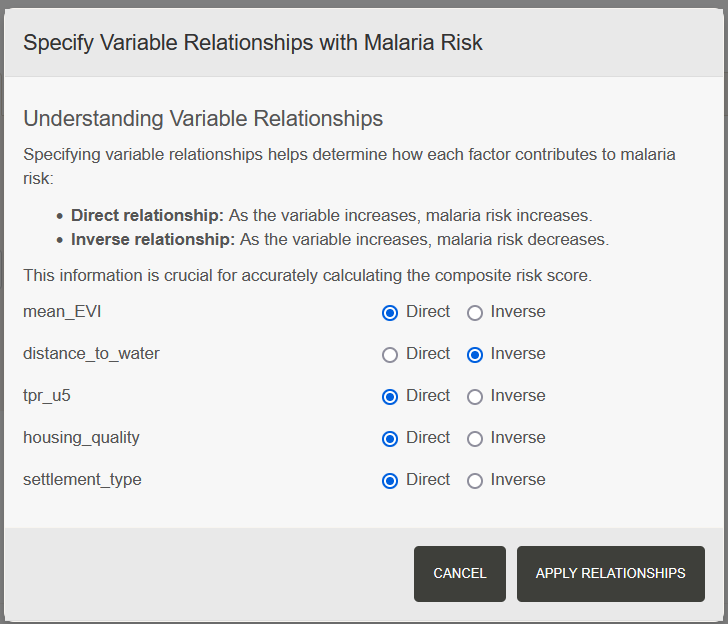 Specify Variable Relationships with Malaria Risk
Understanding Variable Relationships
Specifying variable relationships helps determine how each factor contributes to malaria
risk:
• Direct relationship: As the variable increases, malaria risk increases.
• Inverse relationship: As the variable increases, malaria risk decreases.
This information is crucial for accurately calculating the composite risk score.
mean_EVI Direct Inverse
distance_to_water Direct Inverse
tpr_u5 Direct Inverse
housing_quality Direct Inverse
settlement_type Direct Inverse
CANCEL APPLY RELATIONSHIPS